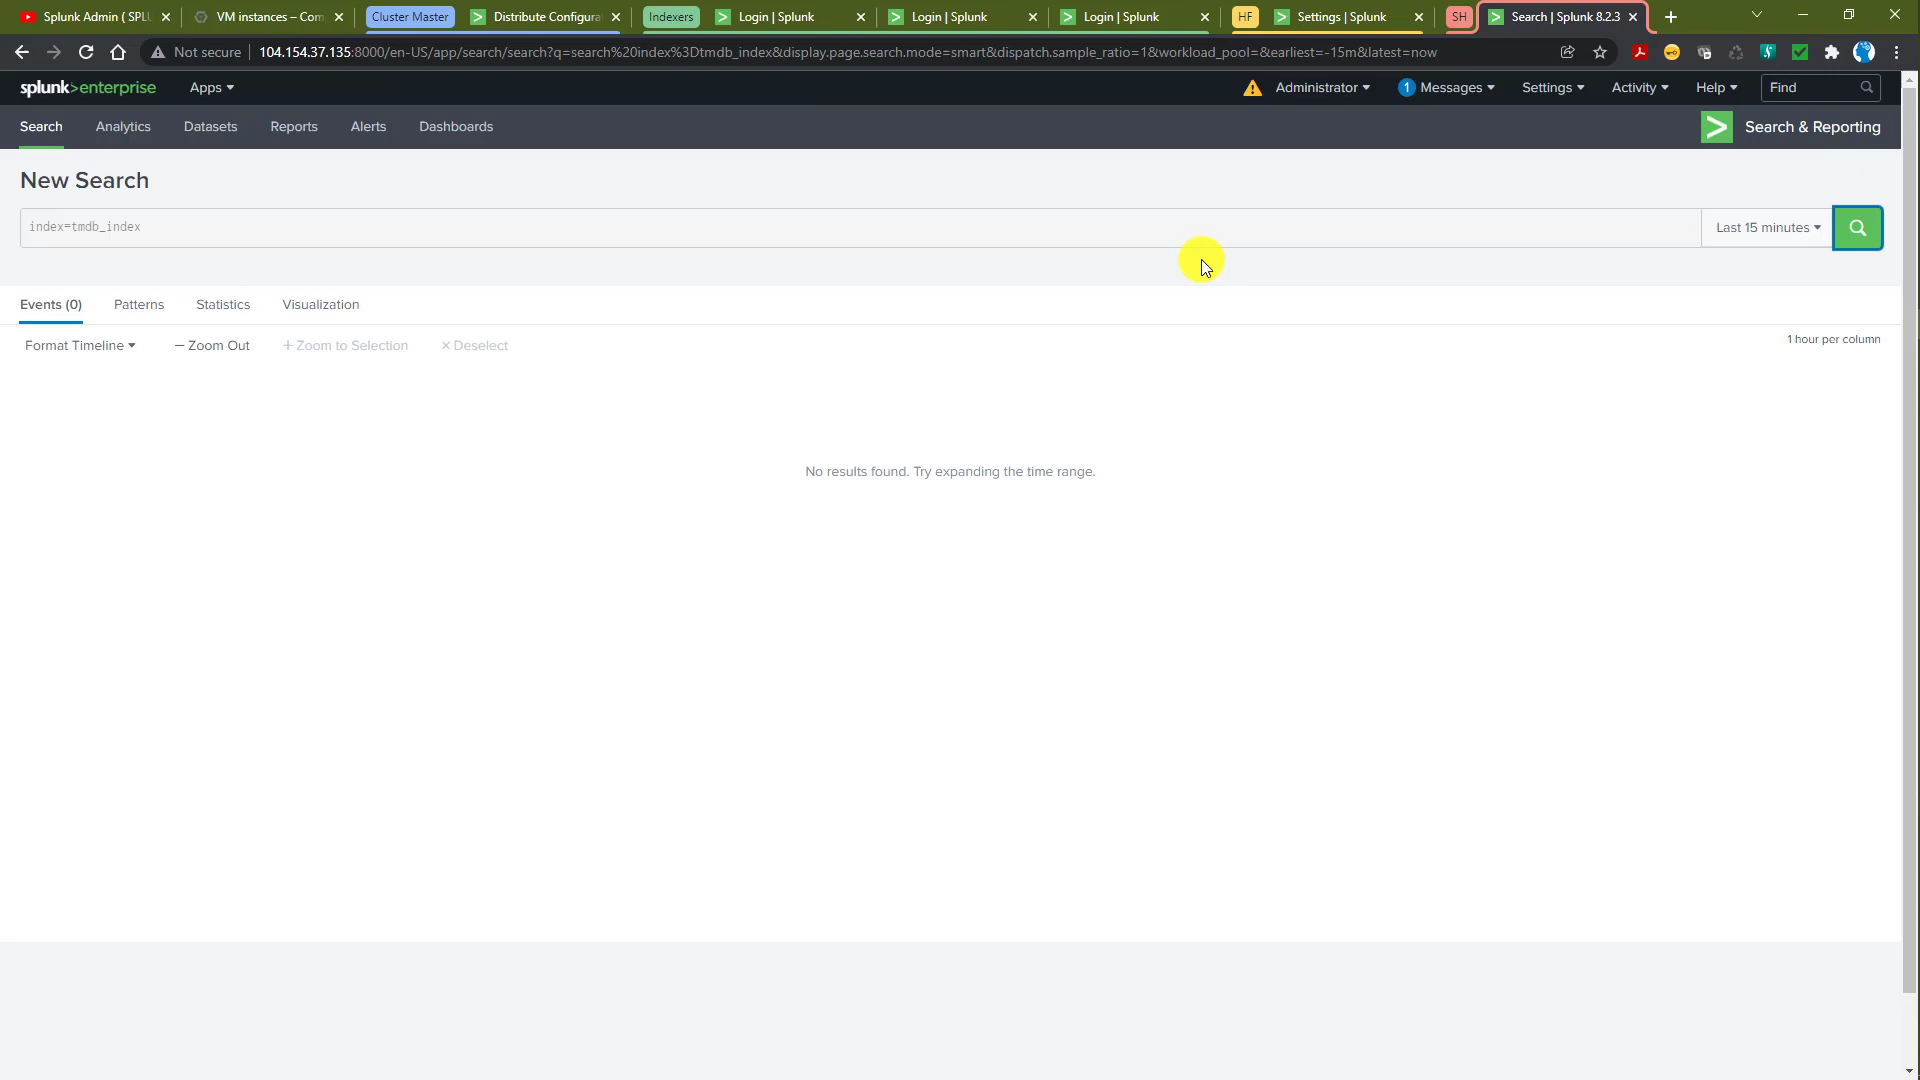 Splunk Admin ( SPLU
VM instances – Com
Cluster Master
Distribute Configura
Indexers
Login | Splunk
Login | Splunk
Login | Splunk
HF
Settings | Splunk
SH
Search | Splunk 8.2.3
Not secure
104.154.37.135:8000/en-US/app/search/search?q=search%20index%3Dtmdb_index&display.page.search.mode=smart&dispatch.sample_ratio=1&workload_pool=&earliest=-15m&latest=now
splunk>enterprise
Apps
Administrator
1 Messages
Settings
Activity
Help
Find
Search
Analytics
Datasets
Reports
Alerts
Dashboards
Search & Reporting
New Search
index=tmdb_index
Last 15 minutes
Events (0)
Patterns
Statistics
Visualization
Format Timeline
— Zoom Out
+ Zoom to Selection
× Deselect
1 hour per column
No results found. Try expanding the time range.